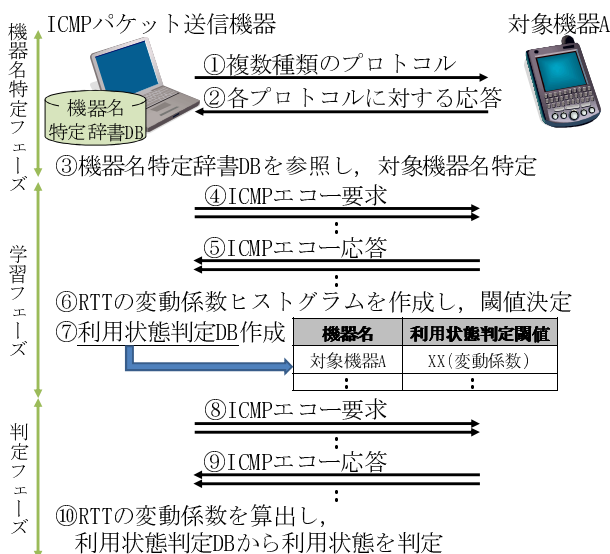 ICMPパケット送信機器
対象機器A
機器名特定フェーズ
①複数種類のプロトコル
②各プロトコルに対する応答
機器名
特定辞書DB
③機器名特定辞書DBを参照し，対象機器名特定
学習フェーズ
④ICMPエコー要求
⋮
⑤ICMPエコー応答
⋮
⑥RTTの変動係数ヒストグラムを作成し，閾値決定
⑦利用状態判定DB作成
機器名 利用状態判定閾値
対象機器A XX(変動係数)
⋮ ⋮
判定フェーズ
⑧ICMPエコー要求
⋮
⑨ICMPエコー応答
⋮
⑩RTTの変動係数を算出し，
利用状態判定DBから利用状態を判定